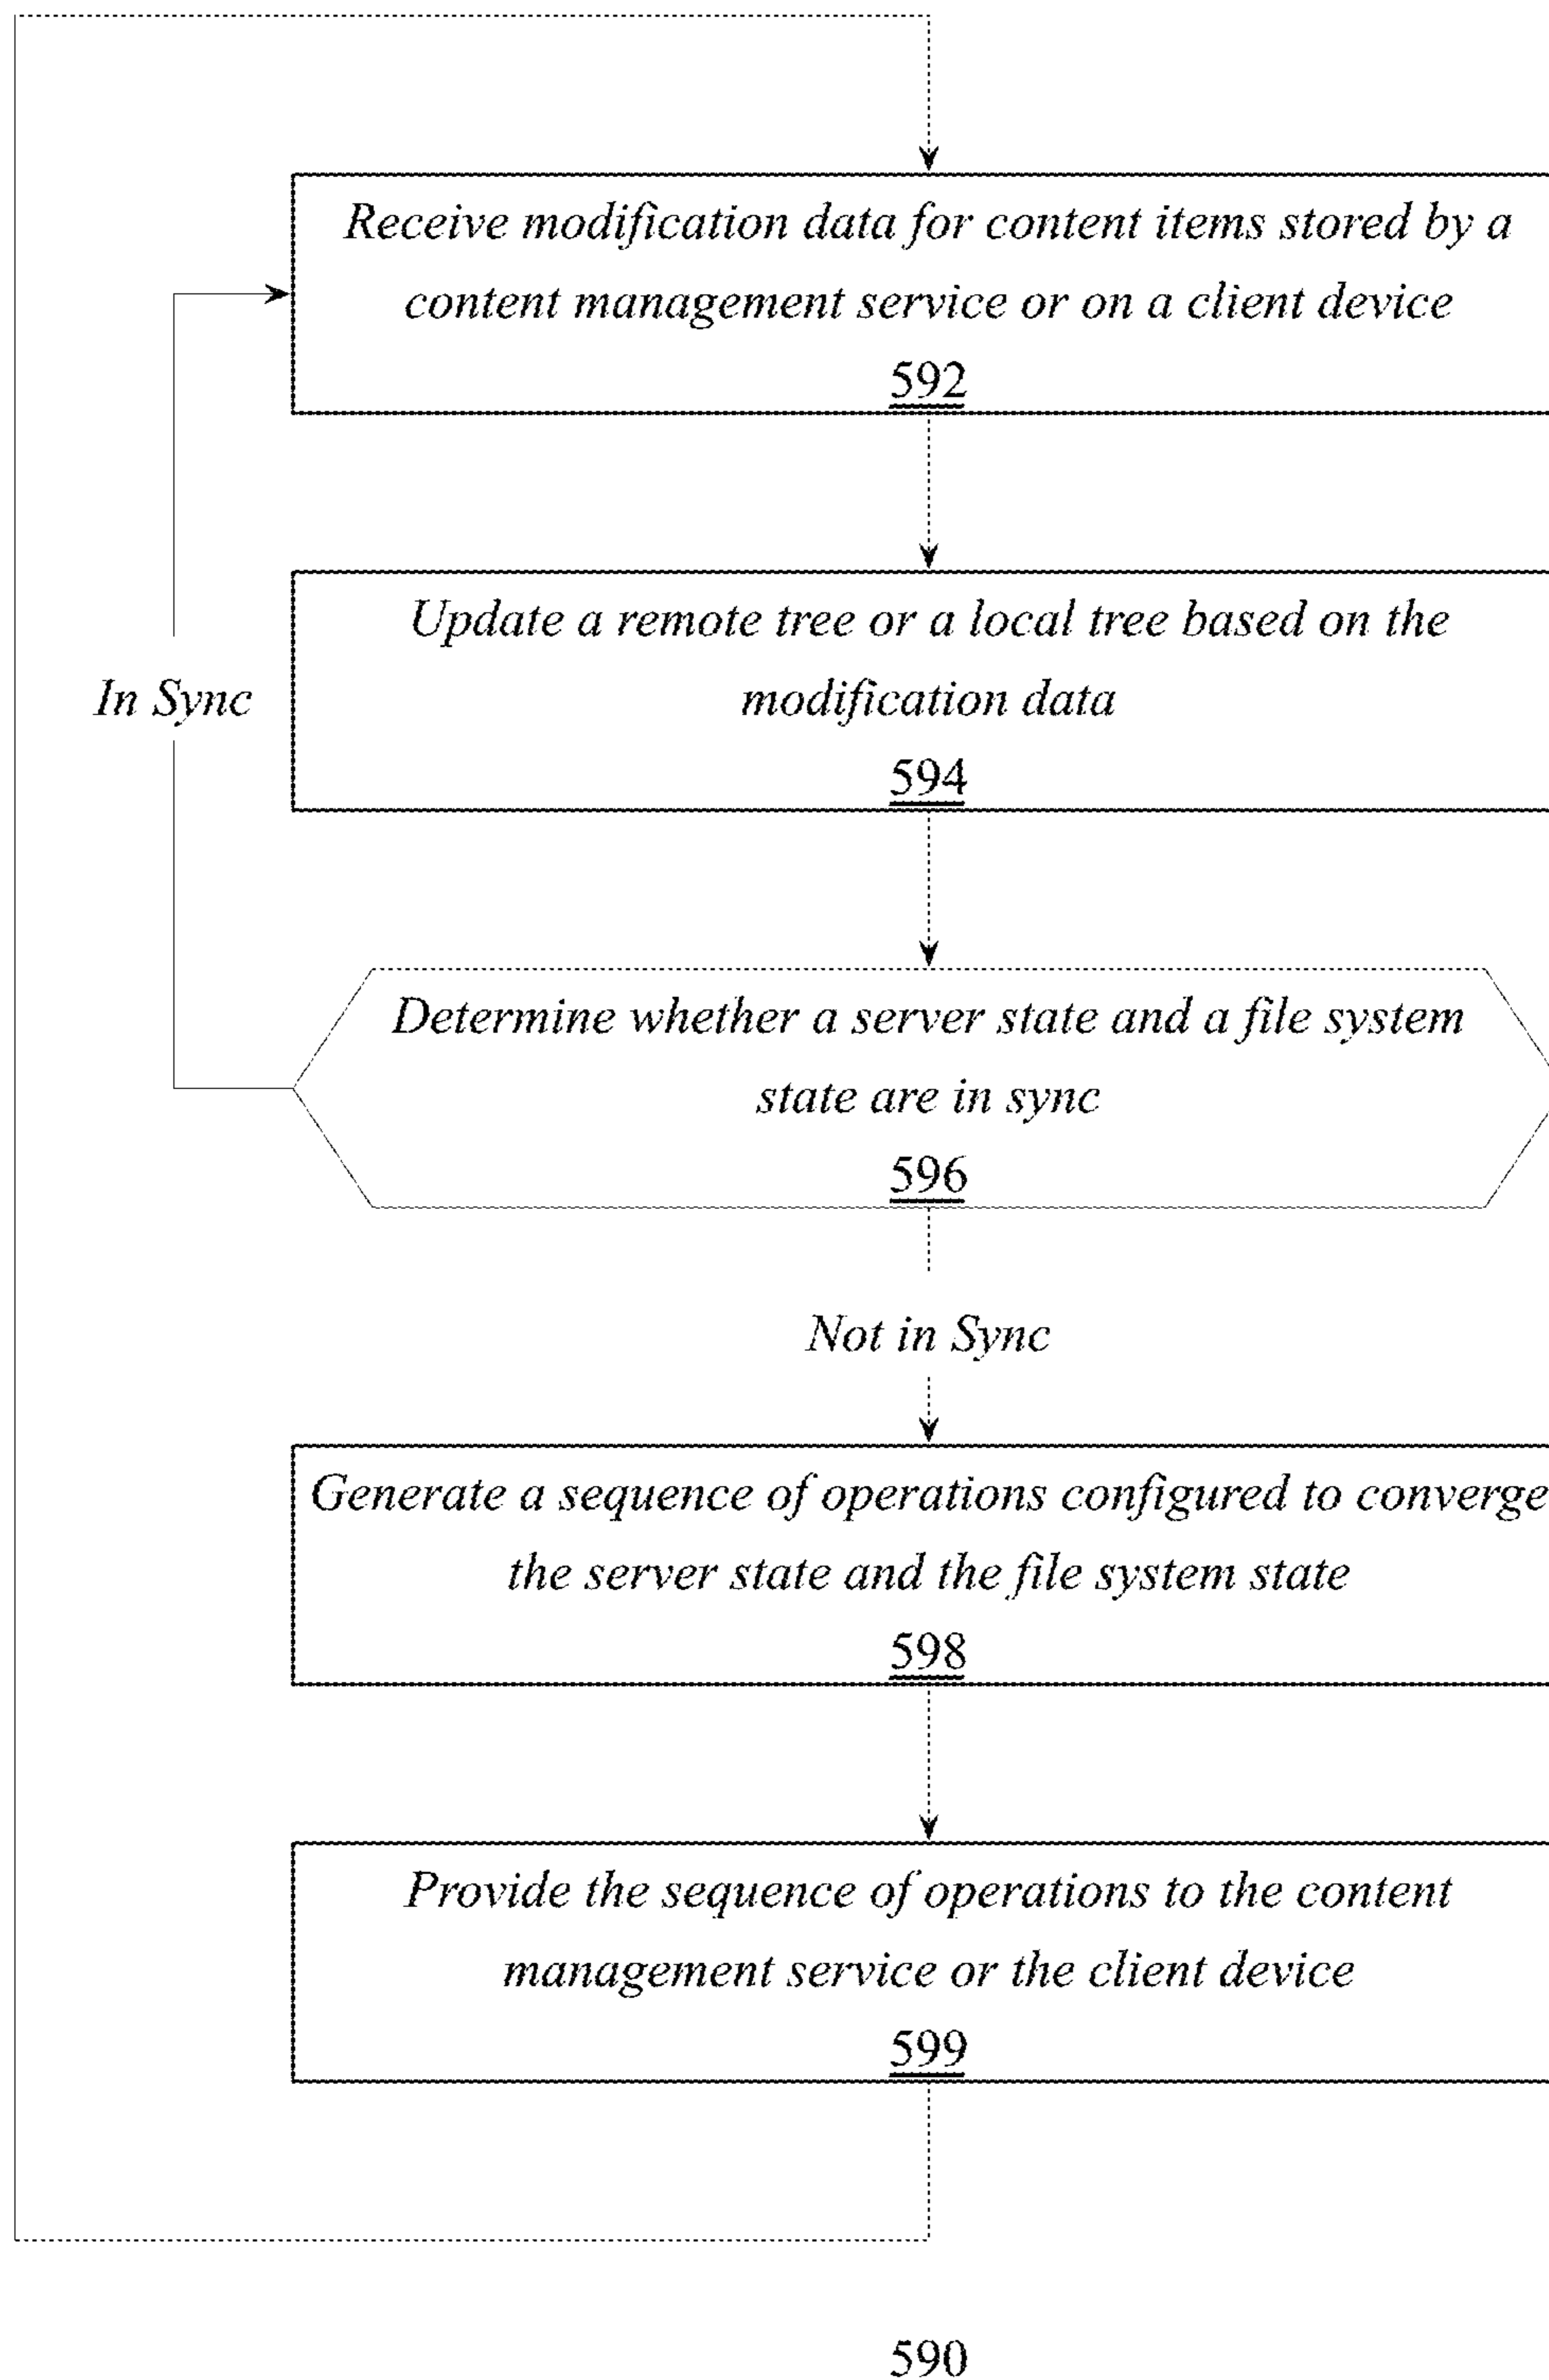 Receive modification data for content items stored by a
content management service or on a client device
592
Update a remote tree or a local tree based on the
modification data
594
In Sync
Determine whether a server state and a file system
state are in sync
596
Not in Sync
Generate a sequence of operations configured to converge
the server state and the file system state
598
Provide the sequence of operations to the content
management service or the client device
599
590